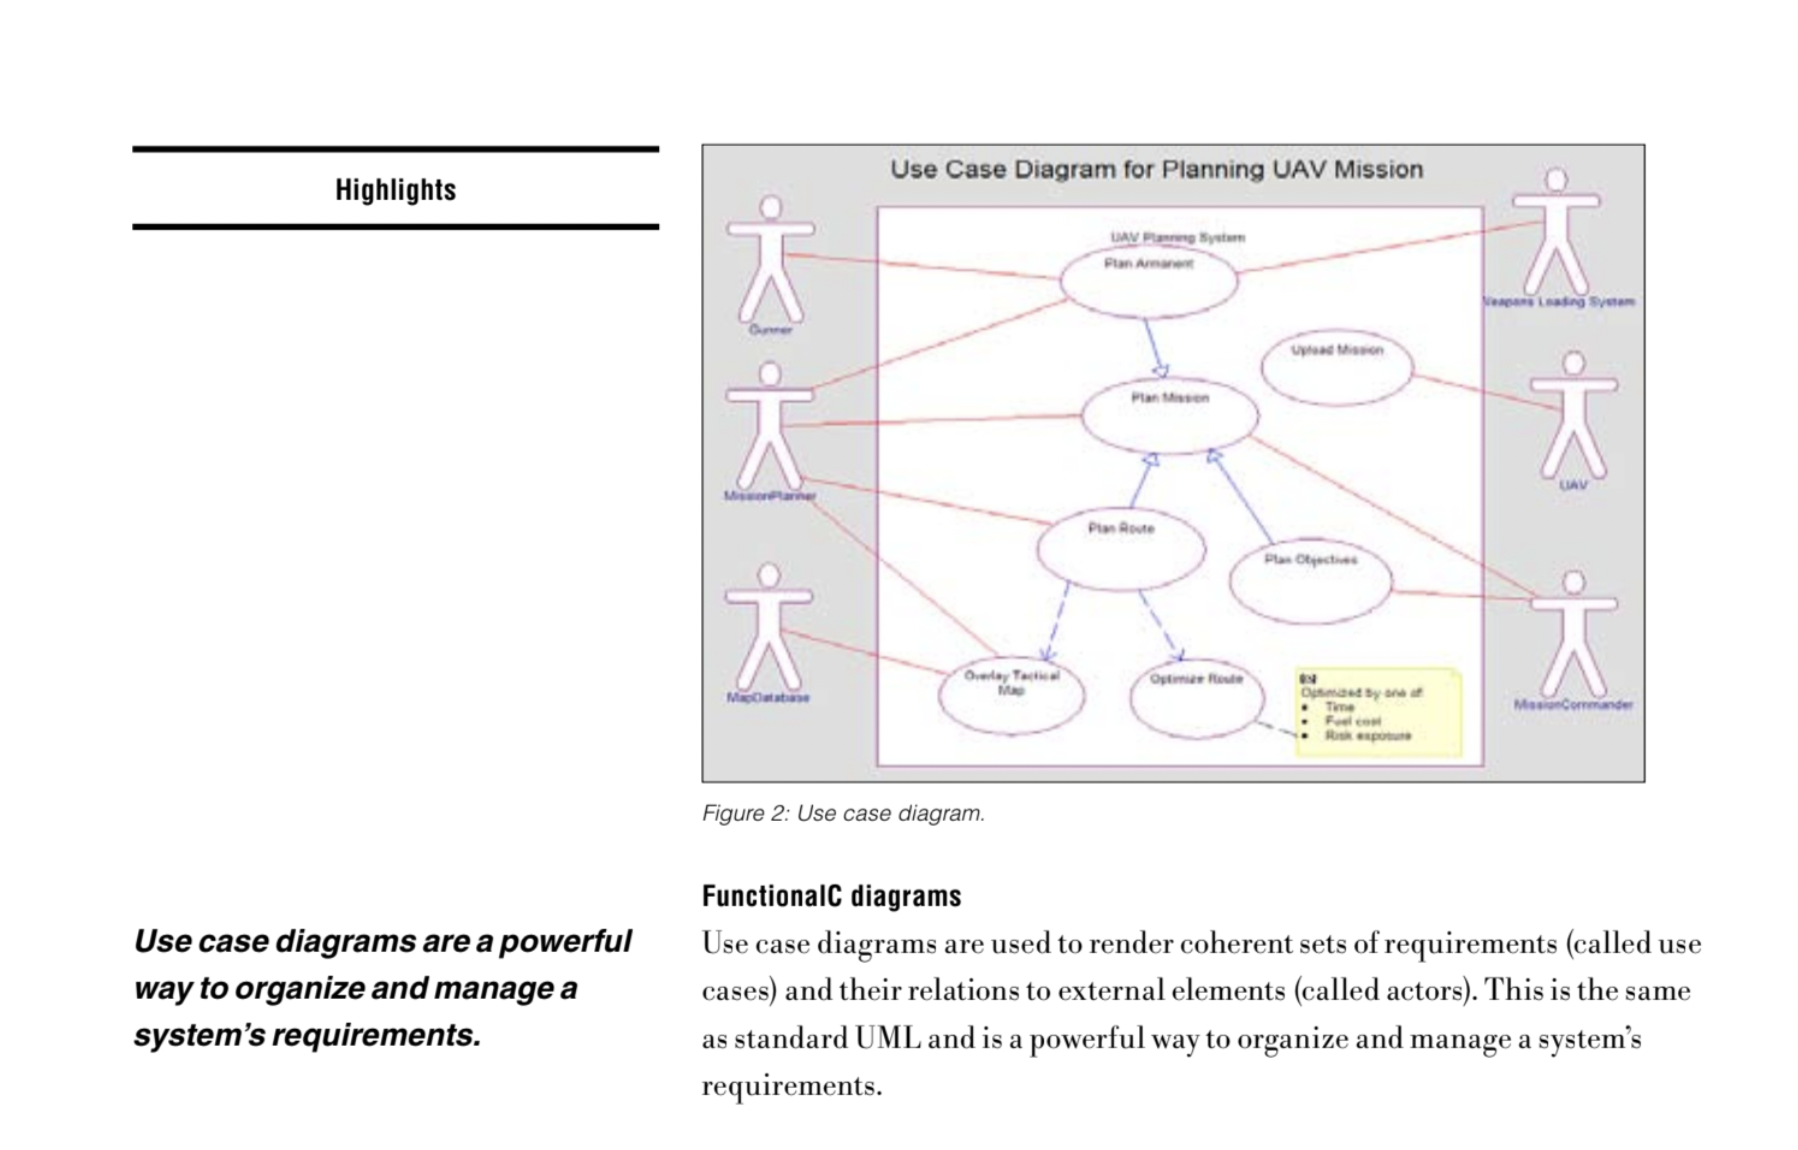 Highlights
Use Case Diagram for Planning UAV Mission
UAV Planning System
Plan Armanent
Gunner
Weapons Loading System
Upload Mission
Plan Mission
MissionPlanner
UAV
Plan Route
Plan Objectives
MapDatabase
Overlay Tactical
Map
Optimize Route
Optimized by one of:
• Time
• Fuel cost
• Risk exposure
MissionCommander
Figure 2: Use case diagram.
FunctionalC diagrams
Use case diagrams are a powerful
way to organize and manage a
system’s requirements.
Use case diagrams are used to render coherent sets of requirements (called use
cases) and their relations to external elements (called actors). This is the same
as standard UML and is a powerful way to organize and manage a system’s
requirements.